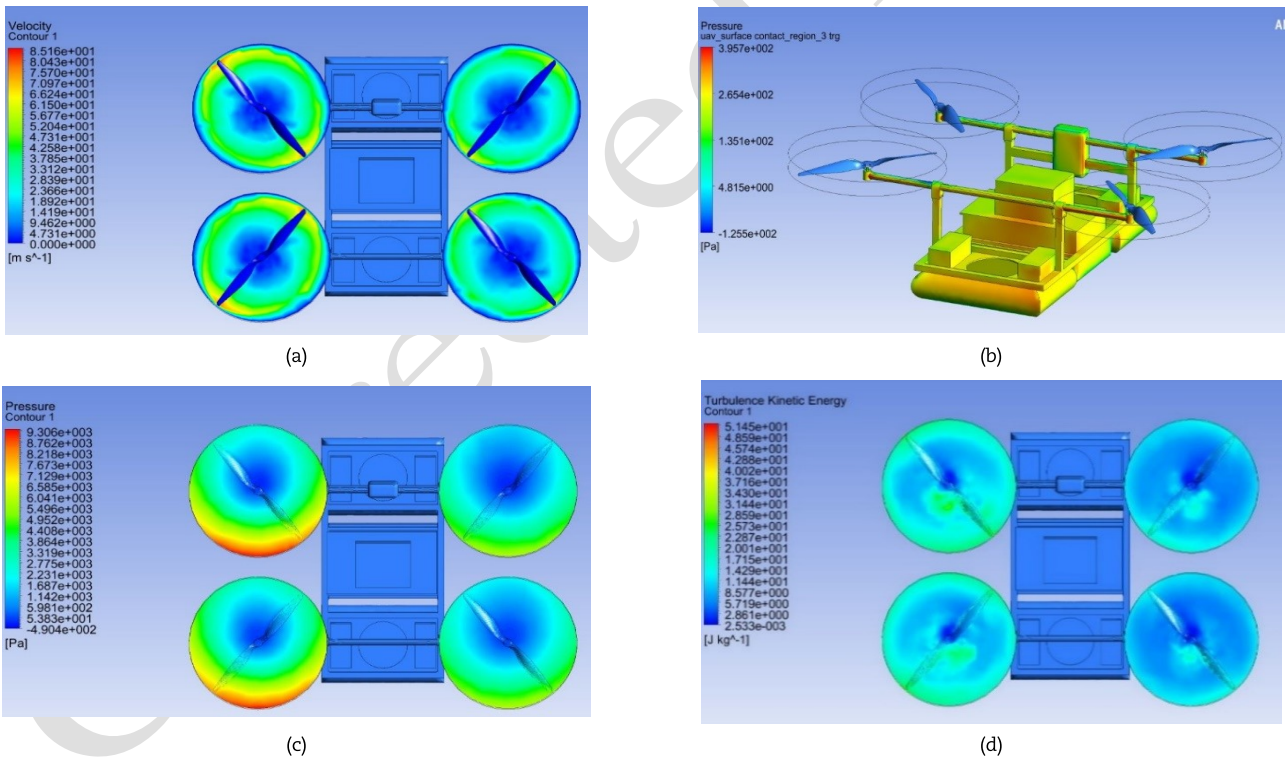 Velocity
Contour 1
8.516e+001
8.043e+001
7.570e+001
7.097e+001
6.624e+001
6.150e+001
5.677e+001
5.204e+001
4.731e+001
4.258e+001
3.785e+001
3.312e+001
2.839e+001
2.366e+001
1.892e+001
1.419e+001
9.462e+000
4.731e+000
0.000e+000
[m s^-1]
(a)
Pressure
uav_surface contact_region_3 trg
3.957e+002
2.654e+002
1.351e+002
4.815e+000
-1.255e+002
[Pa]
(b)
Pressure
Contour 1
9.306e+003
8.762e+003
8.218e+003
7.673e+003
7.129e+003
6.585e+003
6.041e+003
5.496e+003
4.952e+003
4.408e+003
3.864e+003
3.319e+003
2.775e+003
2.231e+003
1.687e+003
1.142e+003
5.981e+002
5.383e+001
-4.904e+002
[Pa]
(c)
Turbulence Kinetic Energy
Contour 1
5.145e+001
4.859e+001
4.574e+001
4.288e+001
4.002e+001
3.716e+001
3.430e+001
3.144e+001
2.859e+001
2.573e+001
2.287e+001
2.001e+001
1.715e+001
1.429e+001
1.144e+001
8.577e+000
5.719e+000
2.861e+000
2.533e-003
[J kg^-1]
(d)